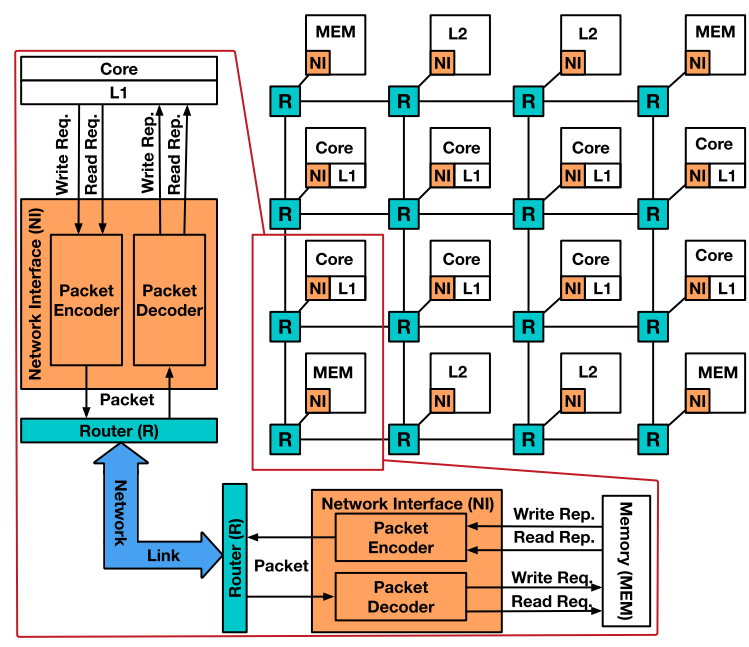 MEM
NI
R
L2
NI
R
L2
NI
R
MEM
NI
R
Core
NI L1
R
Core
NI L1
R
Core
NI L1
R
Core
NI L1
R
Core
NI L1
R
Core
NI L1
R
Core
NI L1
R
Core
NI L1
R
MEM
NI
R
L2
NI
R
L2
NI
R
MEM
NI
R
Core
L1
Write Req.
Read Req.
Write Rep.
Read Rep.
Network Interface (NI)
Packet
Encoder
Packet
Decoder
Packet
Router (R)
Network
Link
Router (R)
Packet
Network Interface (NI)
Packet
Encoder
Packet
Decoder
Write Rep.
Read Rep.
Write Req.
Read Req.
Memory (MEM)